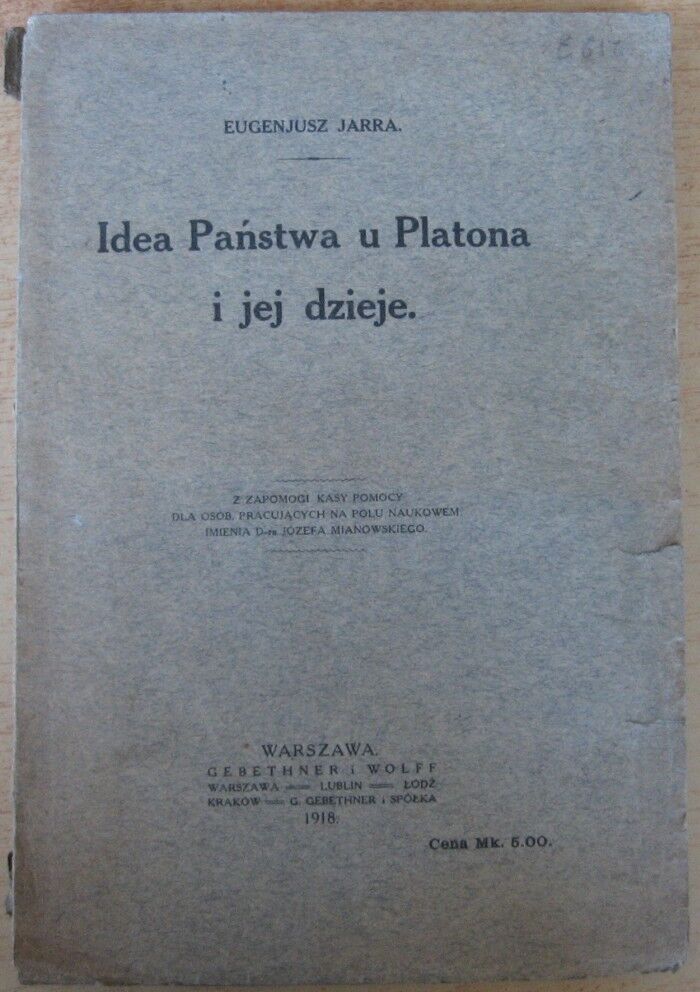 EUGENJUSZ JARRA.
Idea Państwa u Platona
i jej dzieje.
Z ZAPOMOGI KASY POMOCY
DLA OSÓB, PRACUJĄCYCH NA POLU NAUKOWEM
IMIENIA D-ra JÓZEFA MIANOWSKIEGO.
WARSZAWA.
GEBETHNER i WOLFF
WARSZAWA — LUBLIN — ŁÓDŹ
KRAKÓW — G. GEBETHNER i SPÓŁKA
1918.
Cena Mk. 5.00.